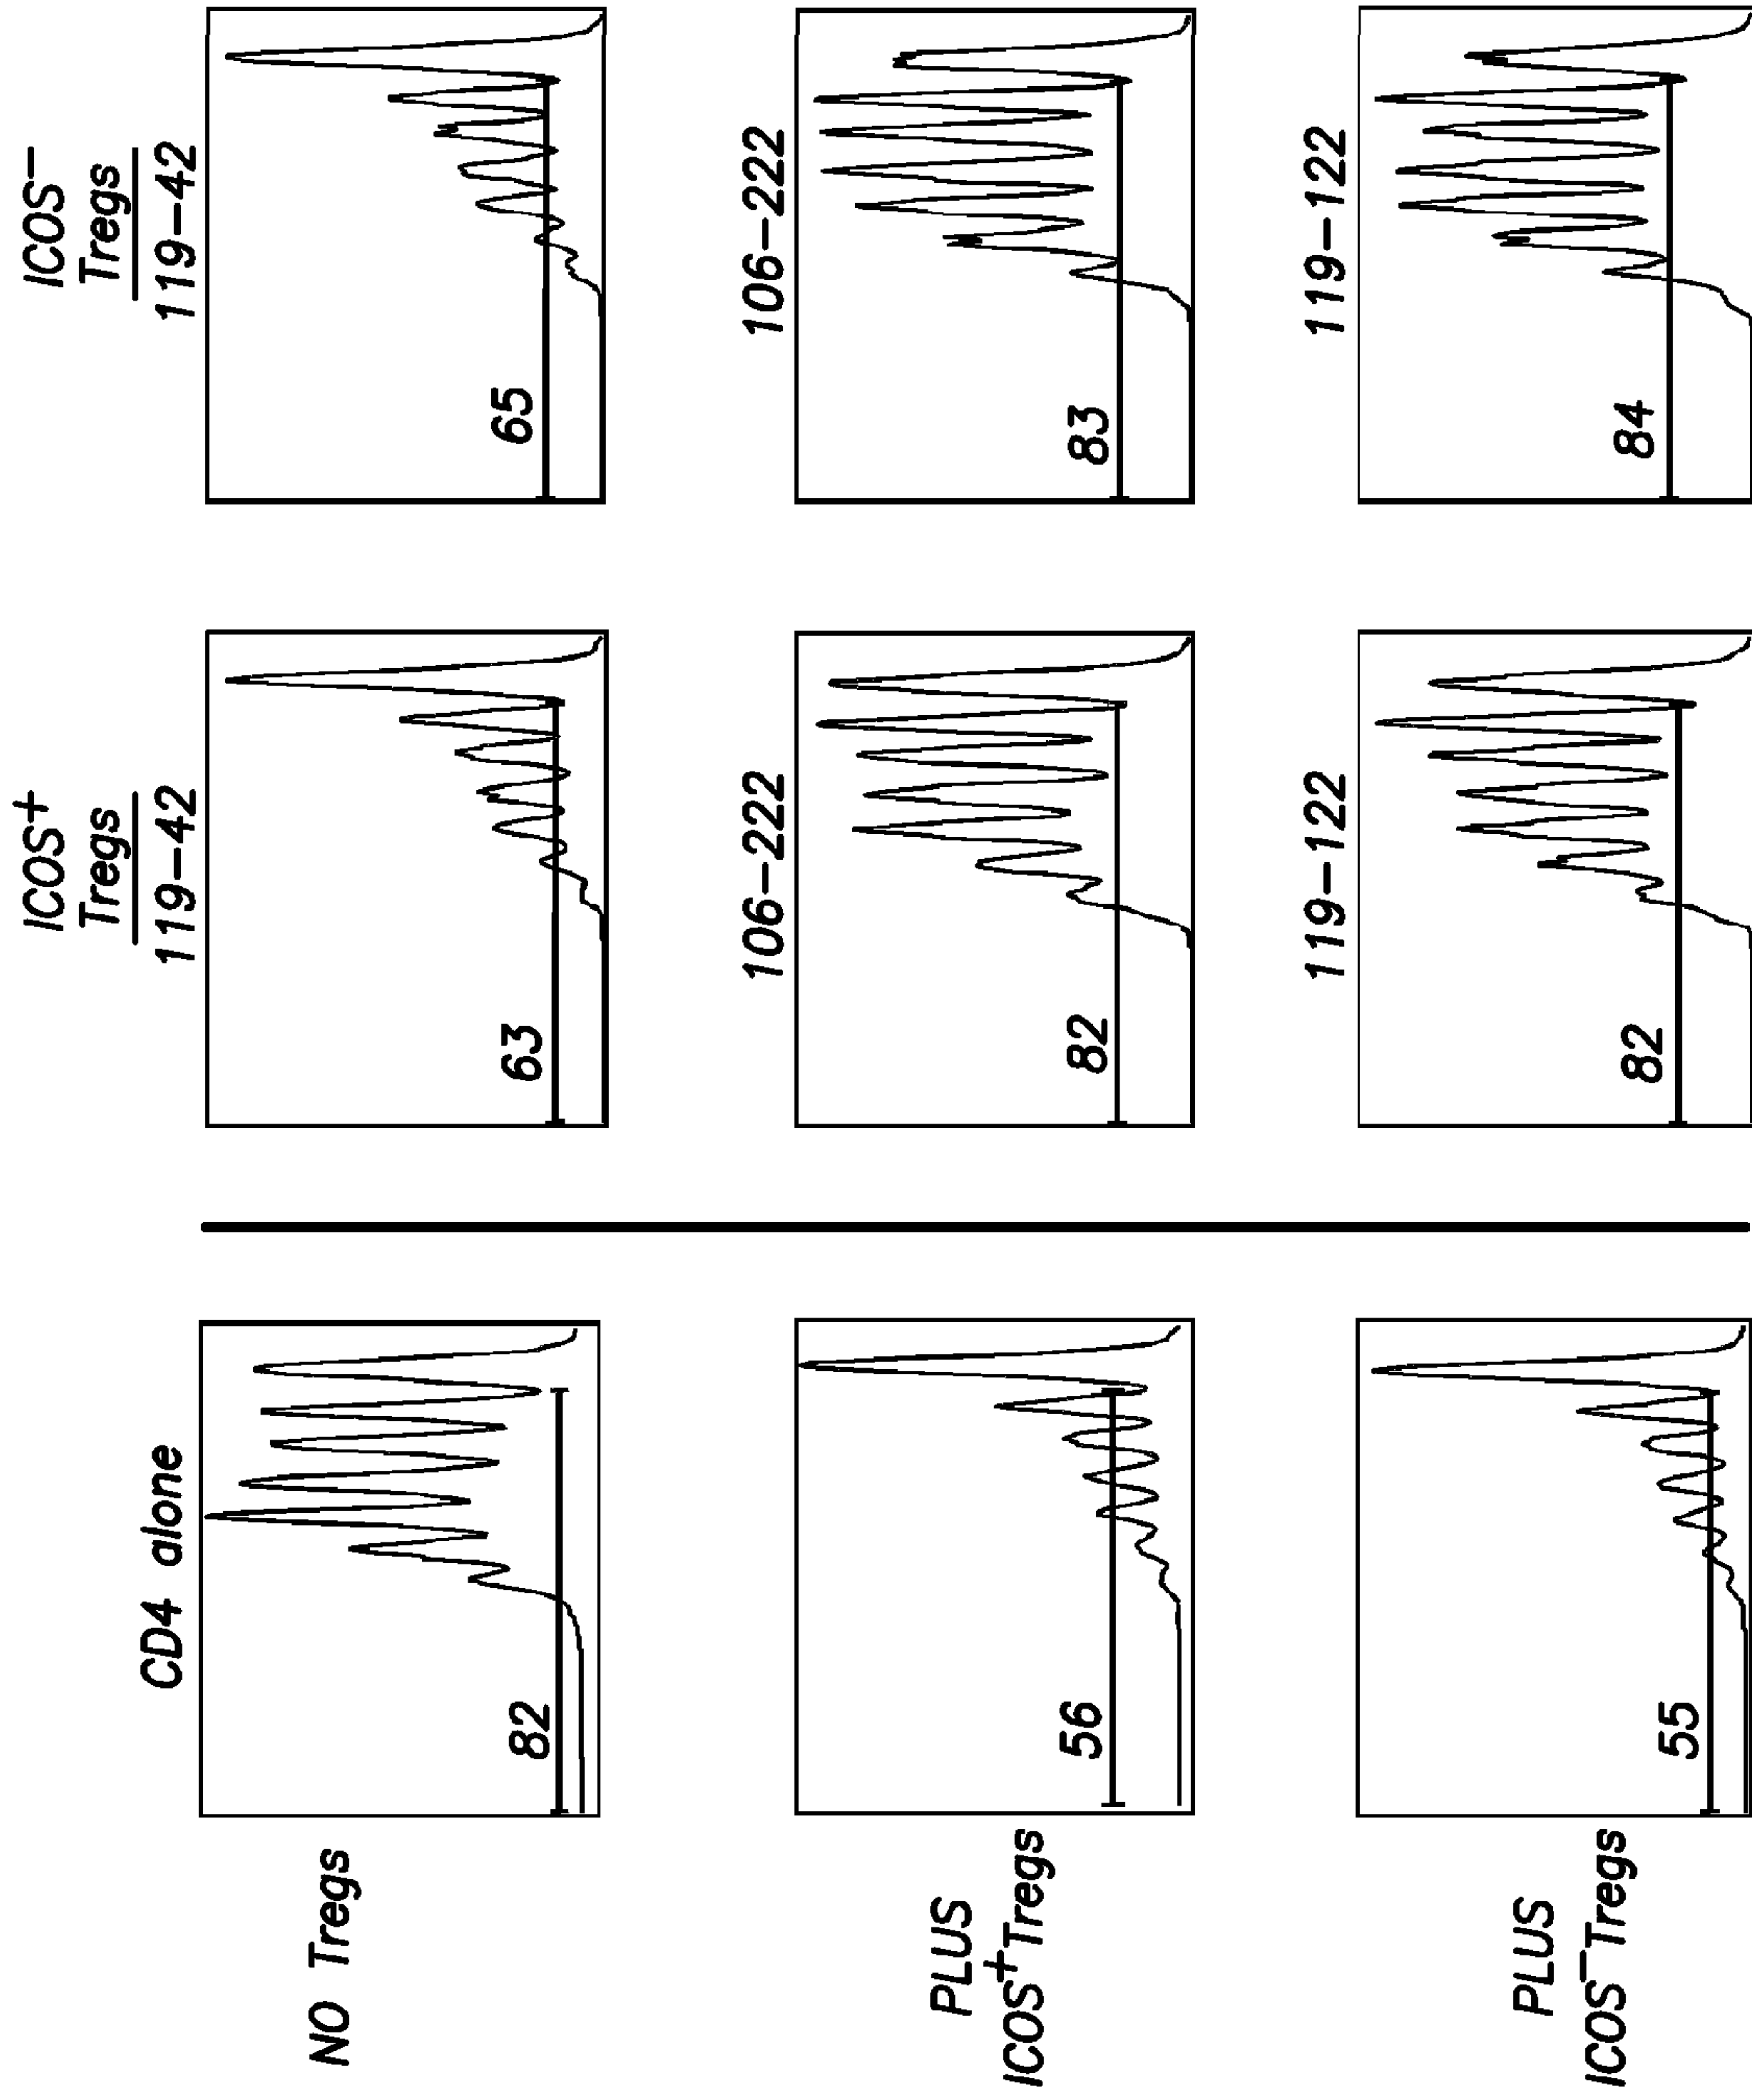 CD4 alone
ICOS+
Tregs
119-42
ICOS-
Tregs
119-42
NO Tregs
82
63
65
106-222
106-222
PLUS
ICOS+Tregs
56
82
83
119-122
119-122
PLUS
ICOS-Tregs
55
82
84